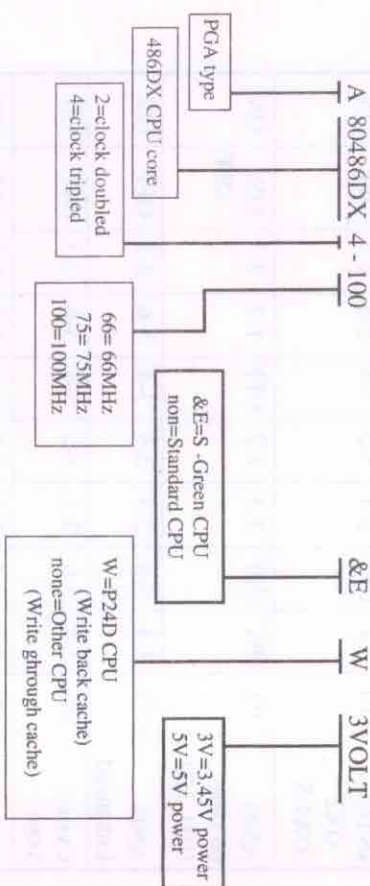 A 80486DX 4 - 100 &E W 3VOLT
PGA type
486DX CPU core
2=clock doubled
4=clock tripled
66= 66MHz
75= 75MHz
100=100MHz
&E=S -Green CPU
non=Standard CPU
W=P24D CPU
(Write back cache)
none=Other CPU
(Write ghrough cache)
3V=3.45V power
5V=5V power